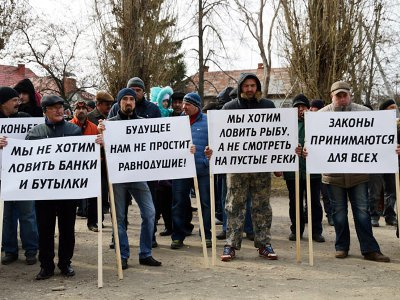 КОНЬЕ
МЫ НЕ ХОТИМ
ЛОВИТЬ БАНКИ
И БУТЫЛКИ
БУДУЩЕЕ
НАМ НЕ ПРОСТИТ
РАВНОДУШИЕ!
МЫ ХОТИМ
ЛОВИТЬ РЫБУ,
А НЕ СМОТРЕТЬ
НА ПУСТЫЕ РЕКИ
ЗАКОНЫ
ПРИНИМАЮТСЯ
ДЛЯ ВСЕХ